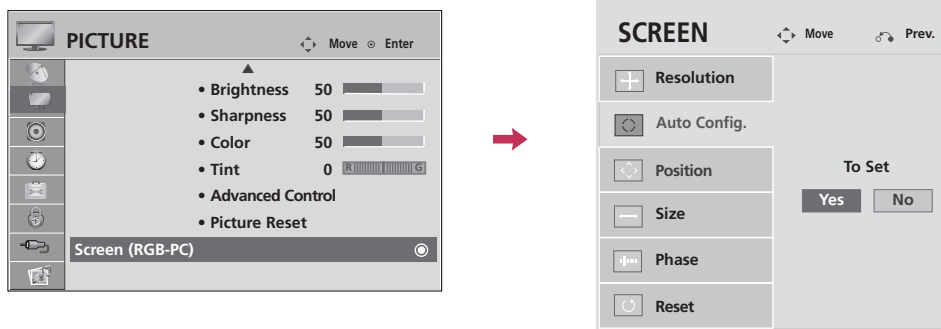 PICTURE
Move Enter
• Brightness 50
• Sharpness 50
• Color 50
• Tint 0 R G
• Advanced Control
• Picture Reset
Screen (RGB-PC)
SCREEN
Move Prev.
Resolution
Auto Config.
Position
Size
Phase
Reset
To Set
Yes No